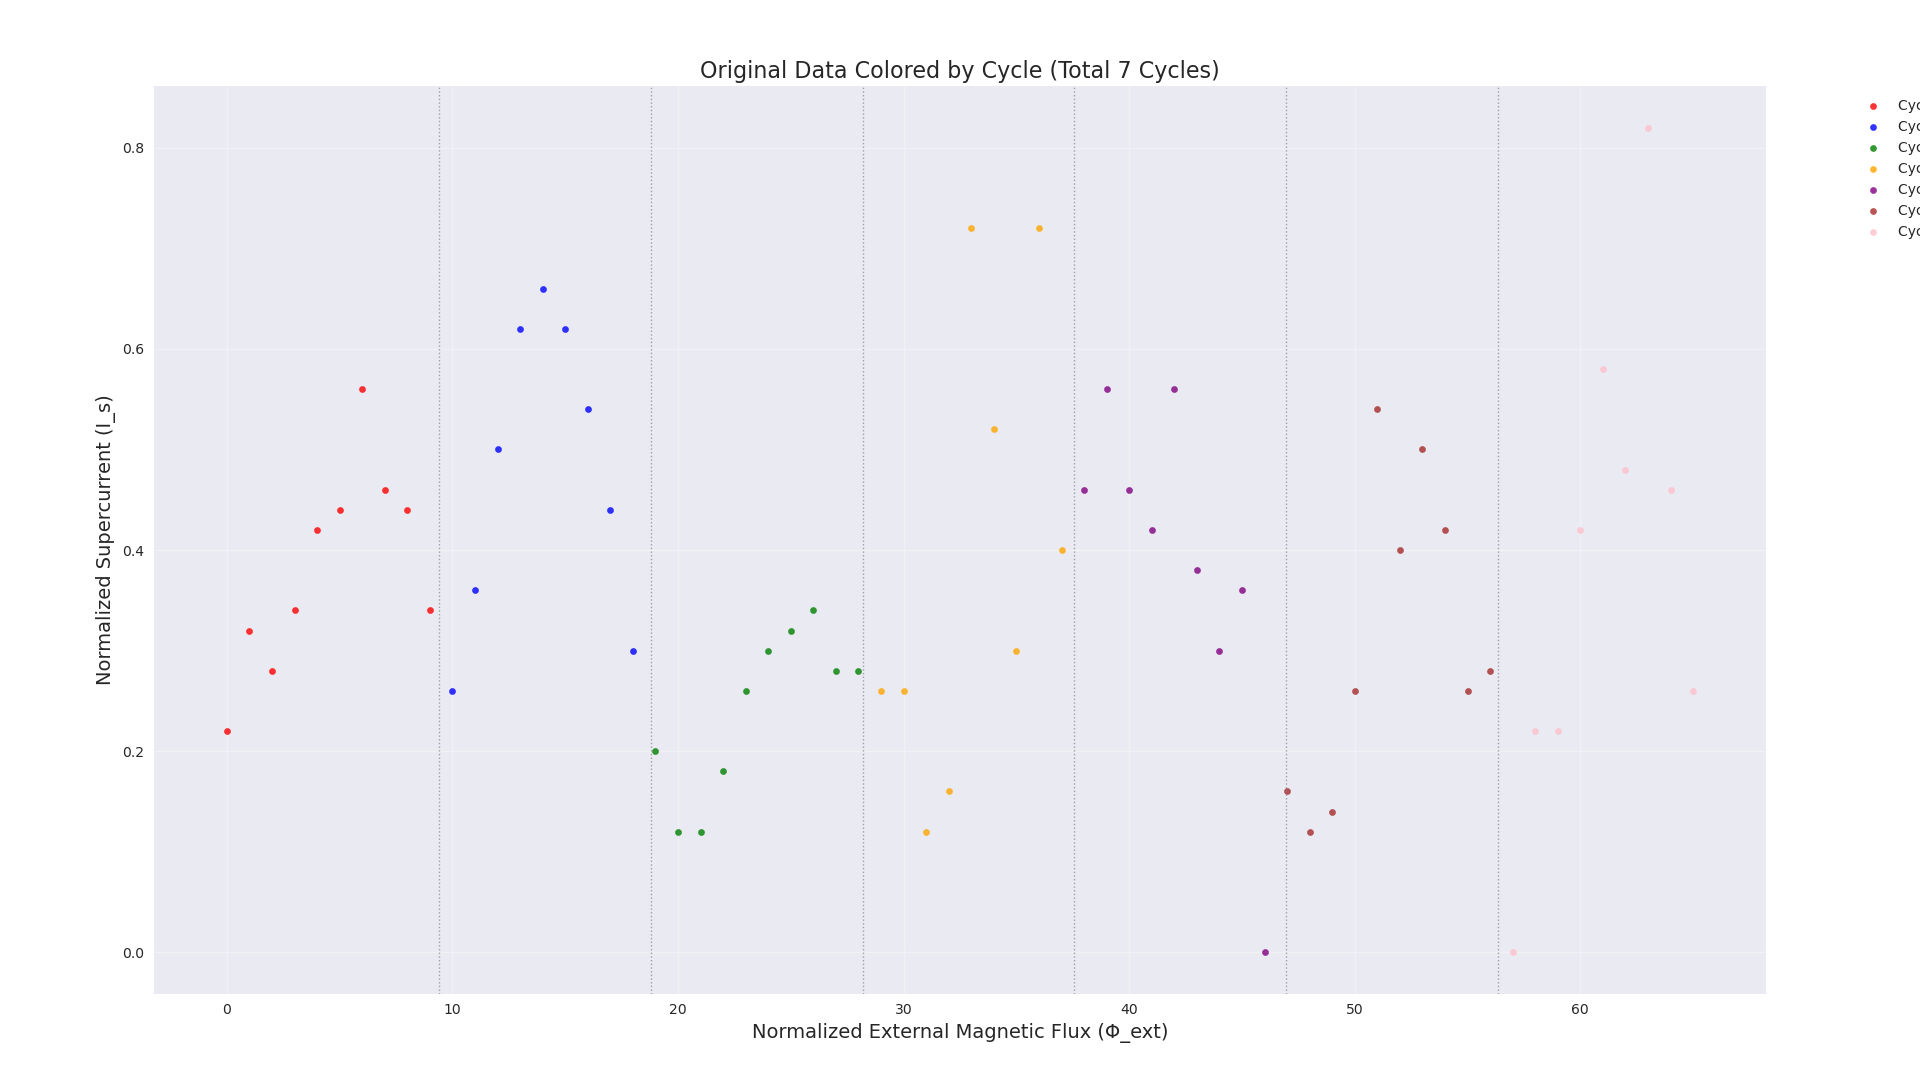 Original Data Colored by Cycle (Total 7 Cycles)
Normalized Supercurrent (I_s)
0.8
0.6
0.4
0.2
0.0
0 10 20 30 40 50 60
Normalized External Magnetic Flux (Φ_ext)
Cyc
Cyc
Cyc
Cyc
Cyc
Cyc
Cyc